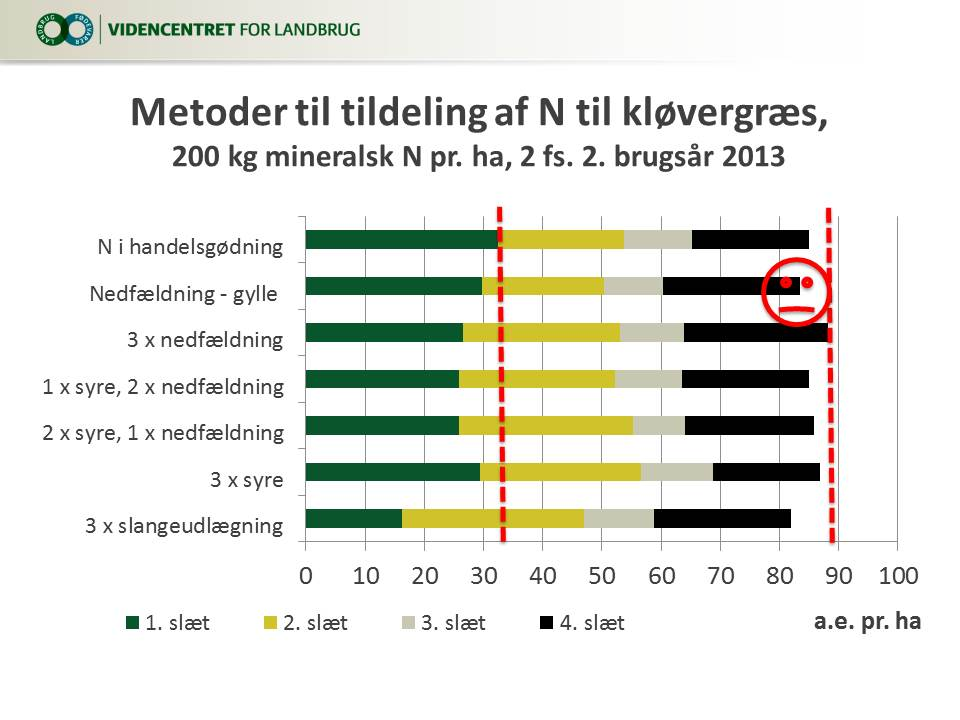 VIDENCENTRET FOR LANDBRUG
Metoder til tildeling af N til kløvergræs,
200 kg mineralsk N pr. ha, 2 fs. 2. brugsår 2013
N i handelsgødning
Nedfældning - gylle
3 x nedfældning
1 x syre, 2 x nedfældning
2 x syre, 1 x nedfældning
3 x syre
3 x slangeudlægning
0 10 20 30 40 50 60 70 80 90 100
1. slæt 2. slæt 3. slæt 4. slæt a.e. pr. ha